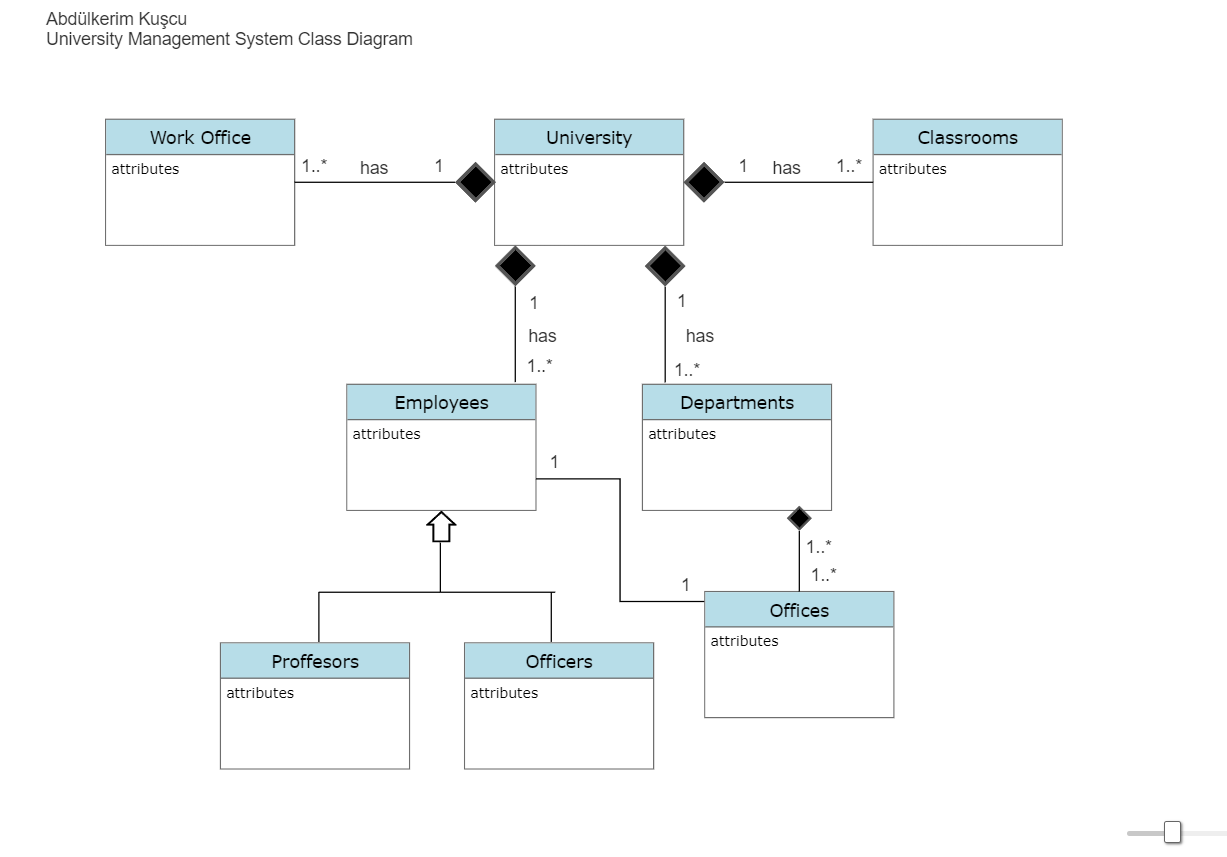 Abdülkerim Kuşcu
University Management System Class Diagram
Work Office
University
Classrooms
attributes
1..*
has
1
attributes
1
has
1..*
attributes
1
1
has
has
1..*
1..*
Employees
Departments
attributes
attributes
1
1..*
1..*
1
Offices
attributes
Proffesors
Officers
attributes
attributes